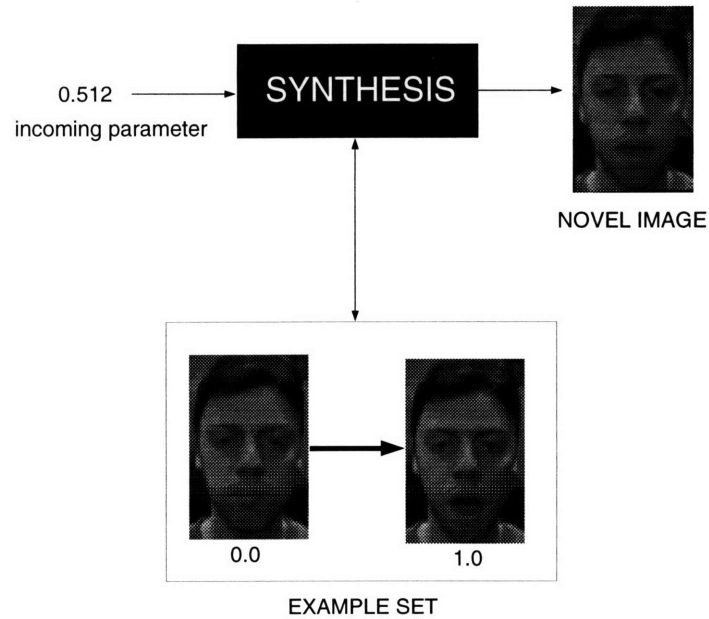 SYNTHESIS
0.512
incoming parameter
NOVEL IMAGE
0.0
1.0
EXAMPLE SET